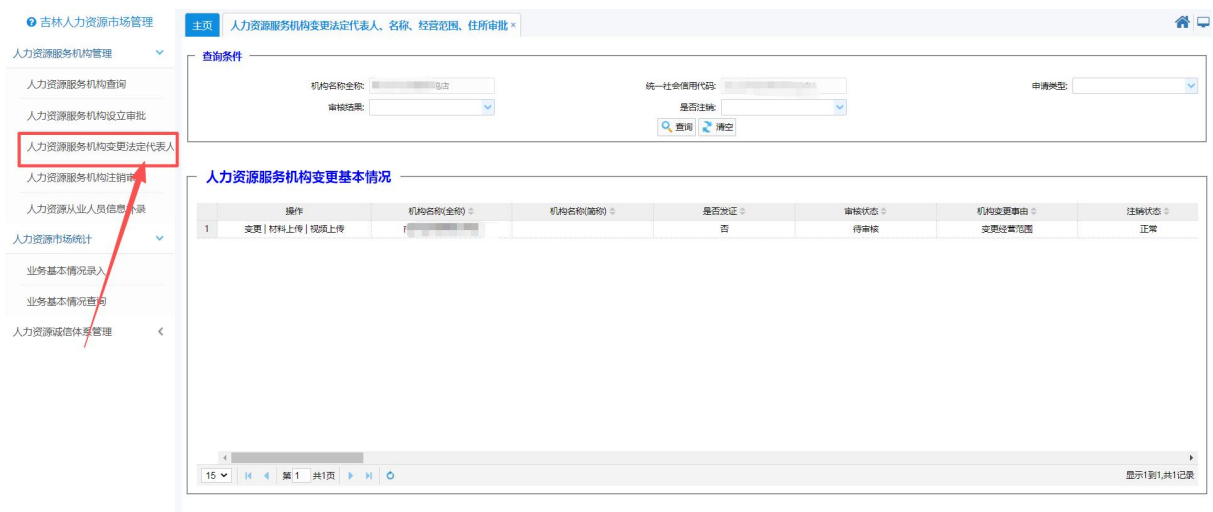 吉林人力资源市场管理
主页 人力资源服务机构变更法定代表人、名称、经营范围、住所审批 ×
人力资源服务机构管理
人力资源服务机构查询
人力资源服务机构设立审批
人力资源服务机构变更法定代表人
人力资源服务机构注销审
人力资源从业人员信息补录
人力资源市场统计
业务基本情况录入
业务基本情况查询
人力资源诚信体系管理
查询条件
机构名称全称: 统一社会信用代码: 申请类型:
审核结果: 是否注销:
查询 清空
人力资源服务机构变更基本情况
操作 机构名称(全称) 机构名称(简称) 是否发证 审核状态 机构变更事由 注销状态
1 变更 | 材料上传 | 视频上传 否 待审核 变更经营范围 正常
15 第 1 共1页 显示1到1,共1记录